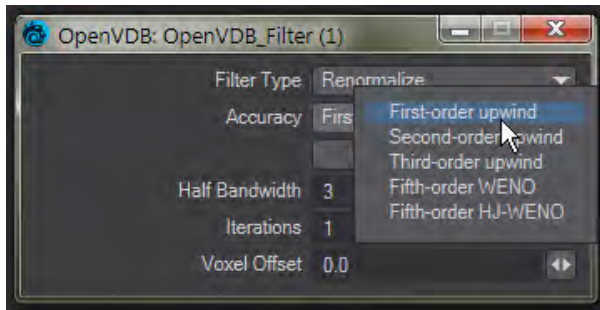 OpenVDB: OpenVDB_Filter (1)
Filter Type Renormalize
Accuracy First
First-order upwind
Second-order upwind
Third-order upwind
Fifth-order WENO
Fifth-order HJ-WENO
Half Bandwidth 3
Iterations 1
Voxel Offset 0.0